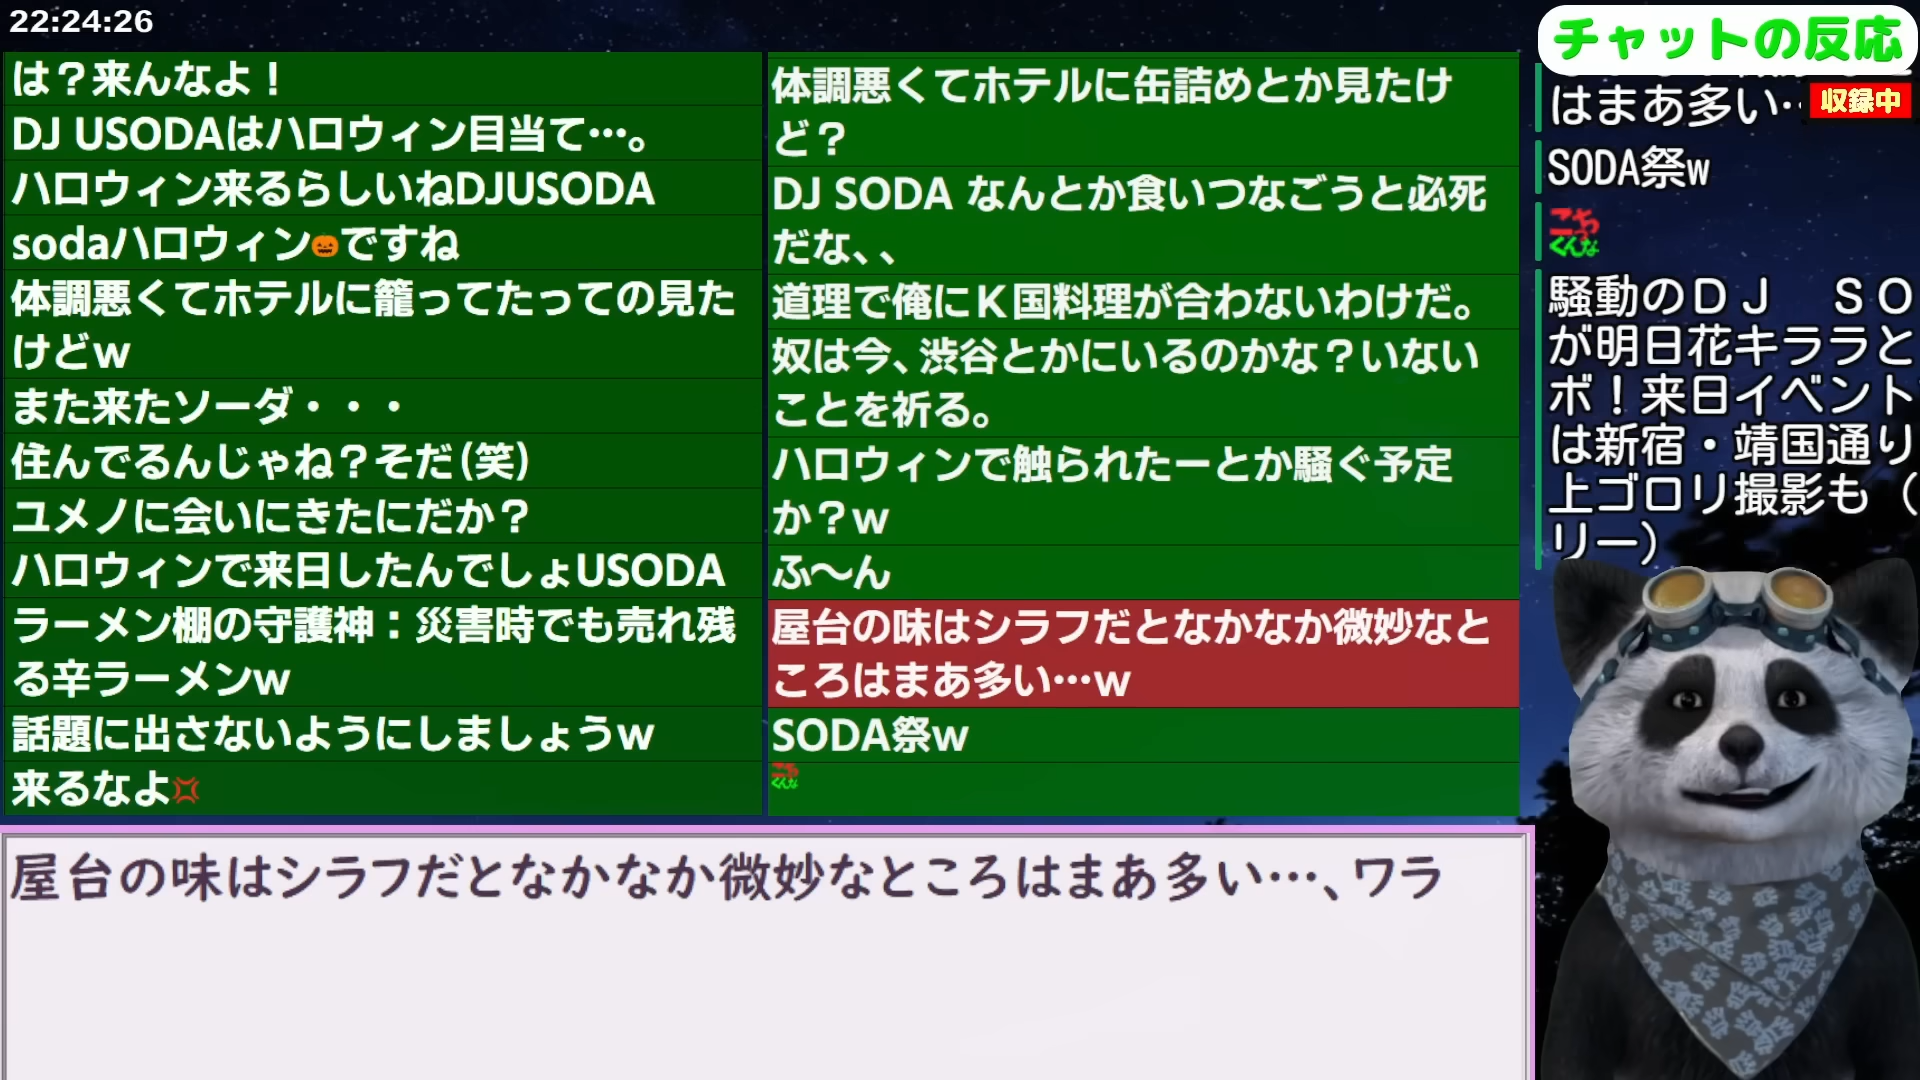 22:24:26
は？来んなよ！
DJ USODAはハロウィン目当て…。
ハロウィン来るらしいねDJUSODA
sodaハロウィン🎃ですね
体調悪くてホテルに籠ってたっての見た
けどw
また来たソーダ・・・
住んでるんじゃね？そだ(笑)
ユメノに会いにきたにだか？
ハロウィンで来日したんでしょUSODA
ラーメン棚の守護神：災害時でも売れ残
る辛ラーメンw
話題に出さないようにしましょうw
来るなよ💢
体調悪くてホテルに缶詰めとか見たけ
ど？
DJ SODA なんとか食いつなごうと必死
だな、、
道理で俺にK国料理が合わないわけだ。
奴は今、渋谷とかにいるのかな？いない
ことを祈る。
ハロウィンで触られたーとか騒ぐ予定
か？w
ふ～ん
屋台の味はシラフだとなかなか微妙なと
ころはまあ多い…w
SODA祭w
こっち
くんな
屋台の味はシラフだとなかなか微妙なところはまあ多い…、ワラ
チャットの反応
収録中
はまあ多い…
SODA祭w
こっち
くんな
騒動のＤＪ　ＳＯ
が明日花キララと
ボ！来日イベント
は新宿・靖国通り
上ゴロリ撮影も（
リー）